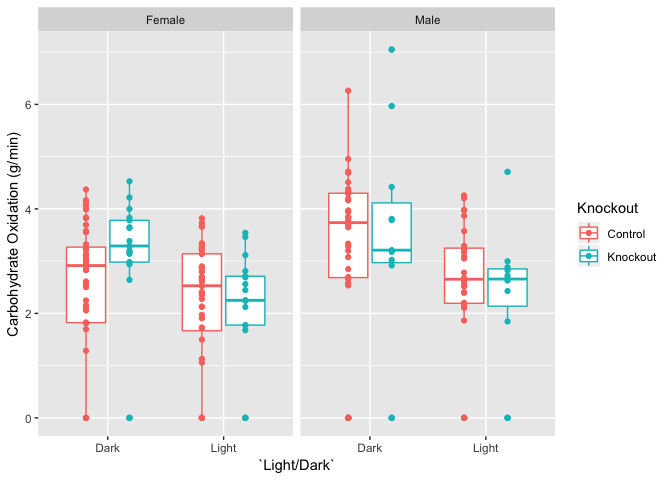 Female
Male
Carbohydrate Oxidation (g/min)
6
4
2
0
Dark
Light
Dark
Light
`Light/Dark`
Knockout
Control
Knockout